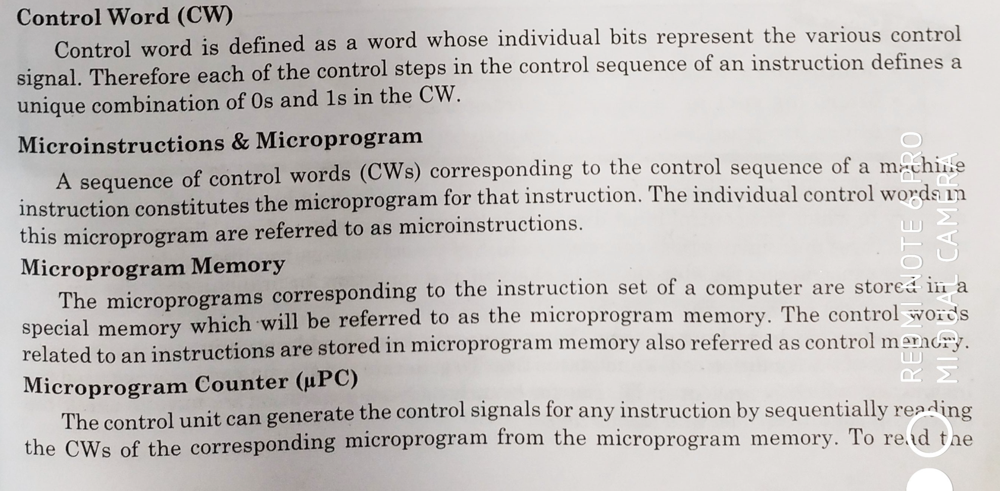 Control Word (CW)
Control word is defined as a word whose individual bits represent the various control
signal. Therefore each of the control steps in the control sequence of an instruction defines a
unique combination of 0s and 1s in the CW.
Microinstructions & Microprogram
A sequence of control words (CWs) corresponding to the control sequence of a machine
instruction constitutes the microprogram for that instruction. The individual control words in
this microprogram are referred to as microinstructions.
Microprogram Memory
The microprograms corresponding to the instruction set of a computer are stored in a
special memory which will be referred to as the microprogram memory. The control words
related to an instructions are stored in microprogram memory also referred as control memory.
Microprogram Counter (μPC)
The control unit can generate the control signals for any instruction by sequentially reading
the CWs of the corresponding microprogram from the microprogram memory. To read the
REDMI NOTE 6 PRO
MI DUAL CAMERA